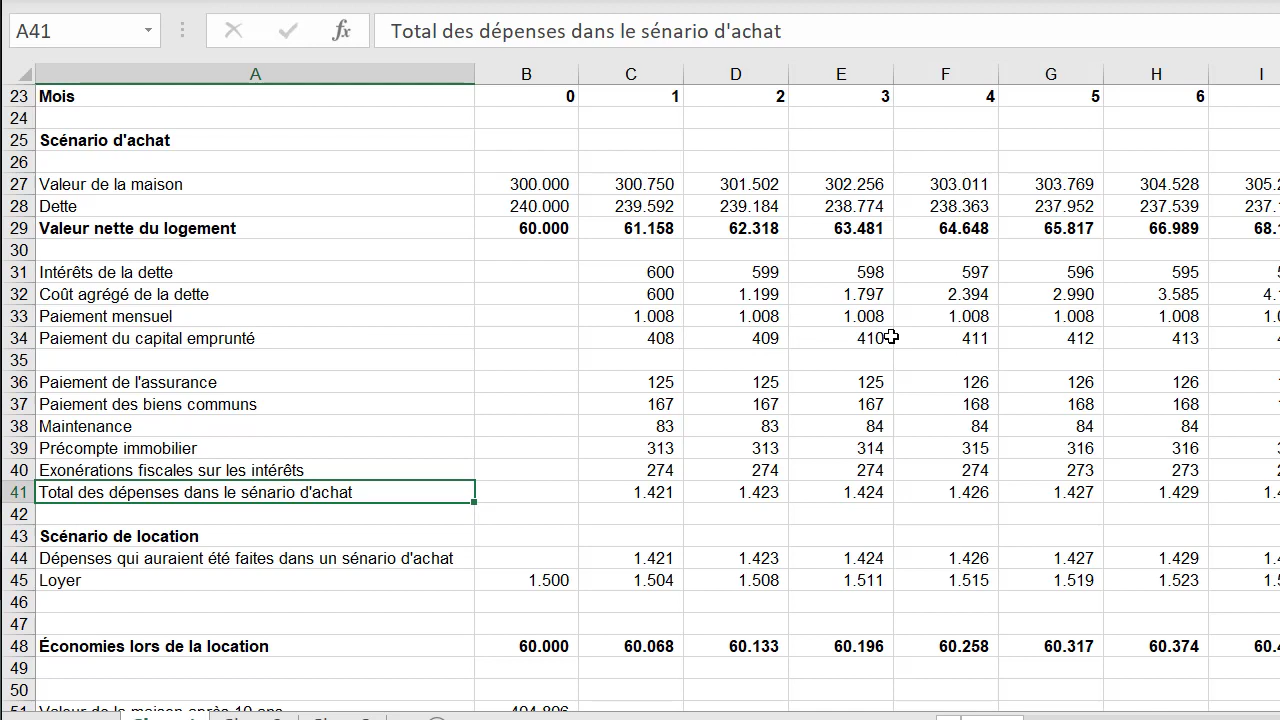 A41 fx Total des dépenses dans le sénario d'achat
A B C D E F G H I
23 Mois 0 1 2 3 4 5 6
24
25 Scénario d'achat
26
27 Valeur de la maison 300.000 300.750 301.502 302.256 303.011 303.769 304.528
28 Dette 240.000 239.592 239.184 238.774 238.363 237.952 237.539
29 Valeur nette du logement 60.000 61.158 62.318 63.481 64.648 65.817 66.989
30
31 Intérêts de la dette 600 599 598 597 596 595
32 Coût agrégé de la dette 600 1.199 1.797 2.394 2.990 3.585
33 Paiement mensuel 1.008 1.008 1.008 1.008 1.008 1.008
34 Paiement du capital emprunté 408 409 410 411 412 413
35
36 Paiement de l'assurance 125 125 125 126 126 126
37 Paiement des biens communs 167 167 167 168 168 168
38 Maintenance 83 83 84 84 84 84
39 Précompte immobilier 313 313 314 315 316 316
40 Exonérations fiscales sur les intérêts 274 274 274 274 273 273
41 Total des dépenses dans le sénario d'achat 1.421 1.423 1.424 1.426 1.427 1.429
42
43 Scénario de location
44 Dépenses qui auraient été faites dans un sénario d'achat 1.421 1.423 1.424 1.426 1.427 1.429
45 Loyer 1.500 1.504 1.508 1.511 1.515 1.519 1.523
46
47
48 Économies lors de la location 60.000 60.068 60.133 60.196 60.258 60.317 60.374
49
50
51 Valeur de la maison après 10 ans